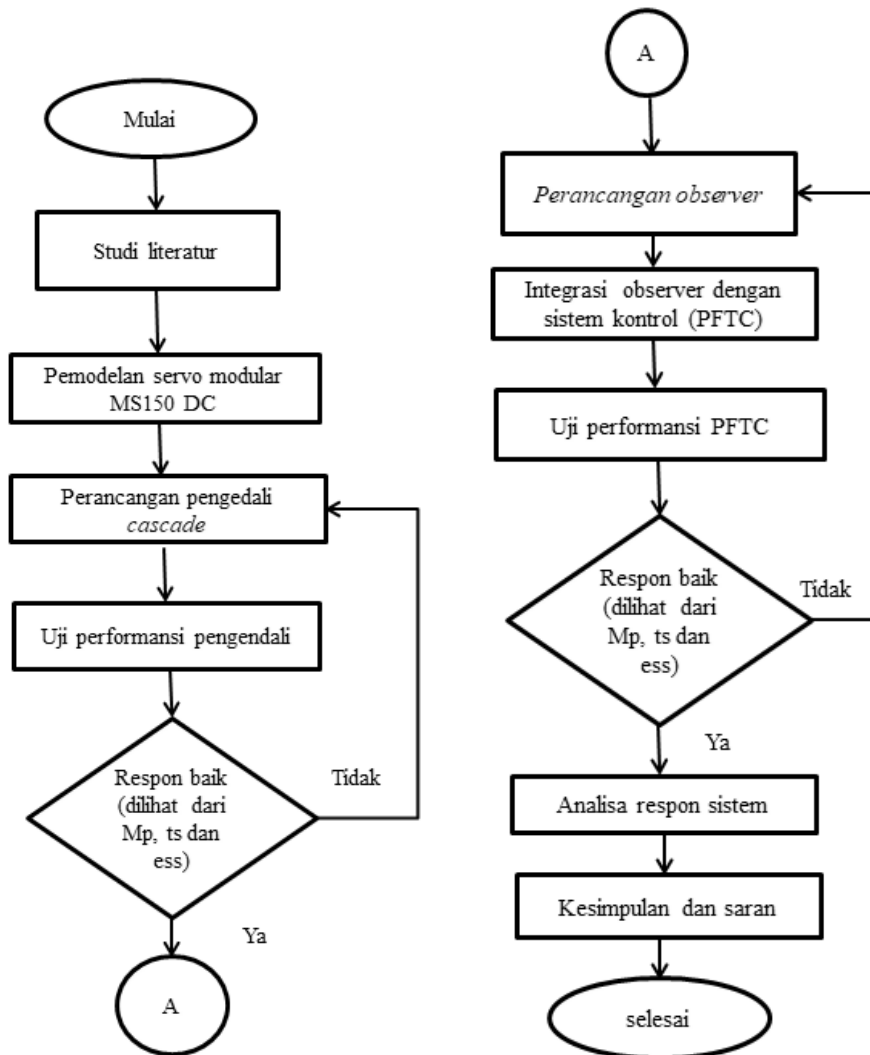 Mulai
Studi literatur
Pemodelan servo modular
MS150 DC
Perancangan pengedali
cascade
Uji performansi pengendali
Respon baik
(dilihat dari
Mp, ts dan
ess)
Tidak
Ya
A
A
Perancangan observer
Integrasi observer dengan
sistem kontrol (PFTC)
Uji performansi PFTC
Respon baik
(dilihat dari
Mp, ts dan
ess)
Tidak
Ya
Analisa respon sistem
Kesimpulan dan saran
selesai